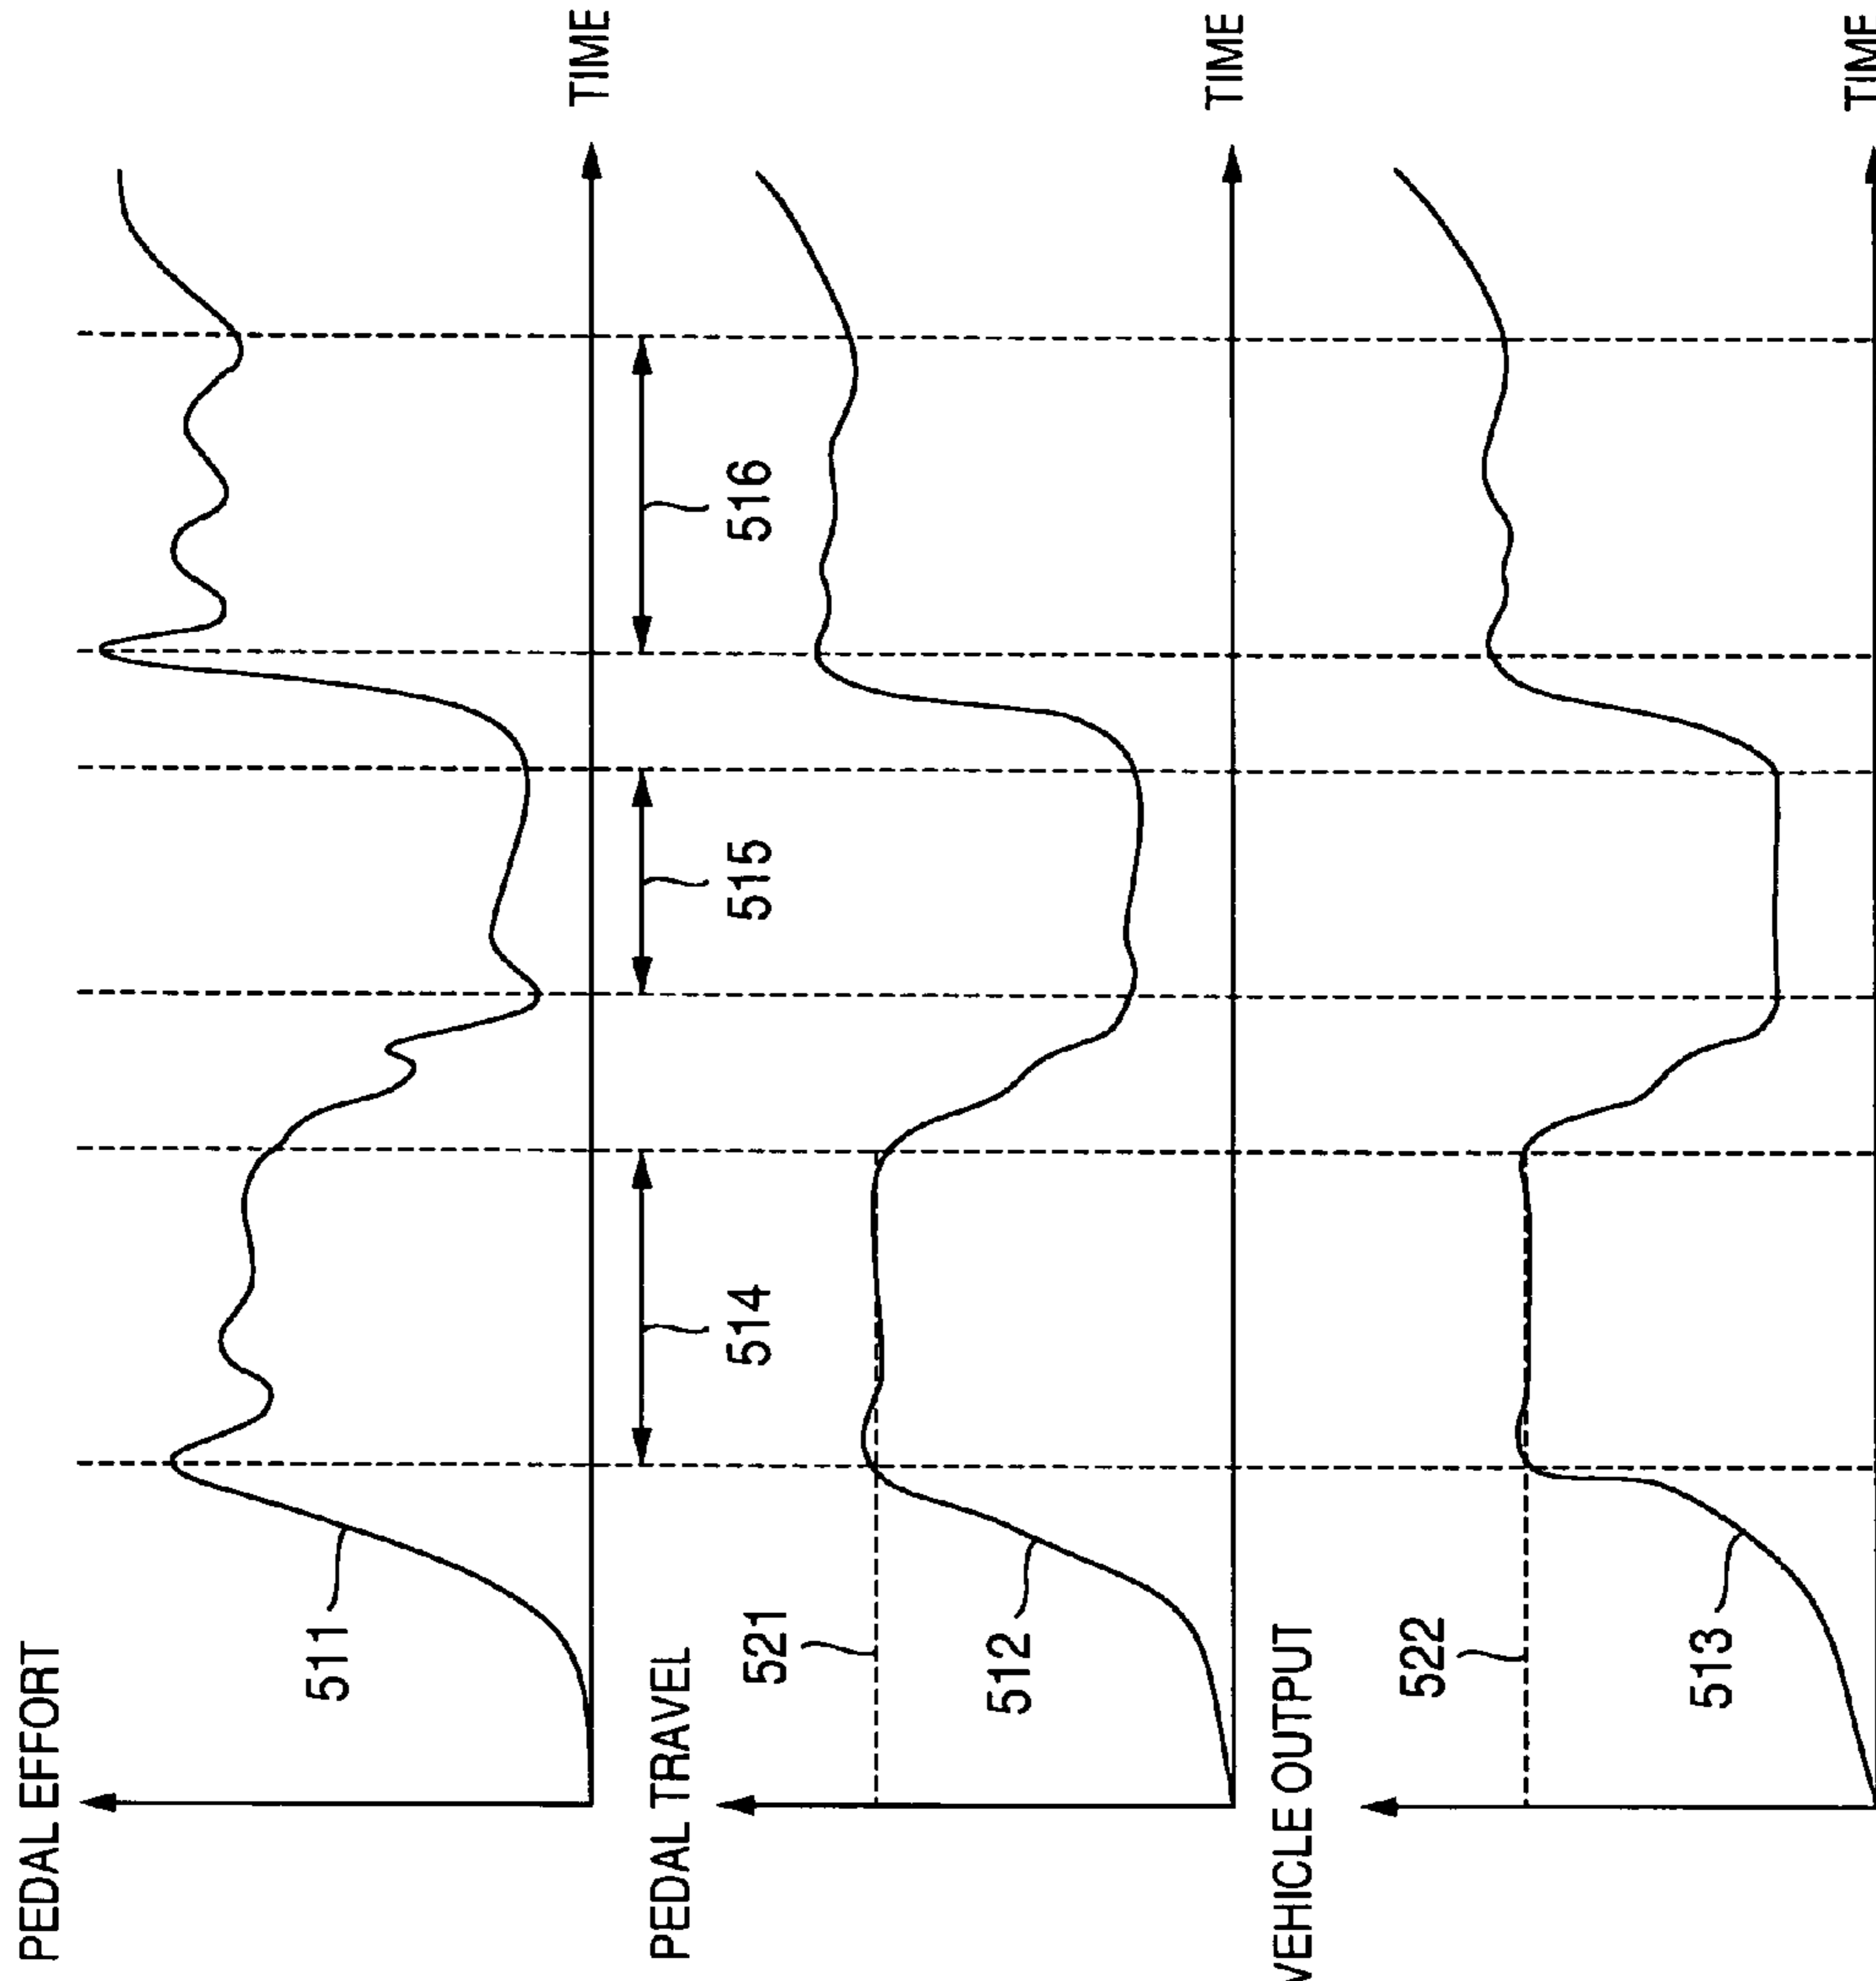 PEDAL EFFORT
511
TIME
514
515
516
PEDAL TRAVEL
521
512
TIME
VEHICLE OUTPUT
522
513
TIME